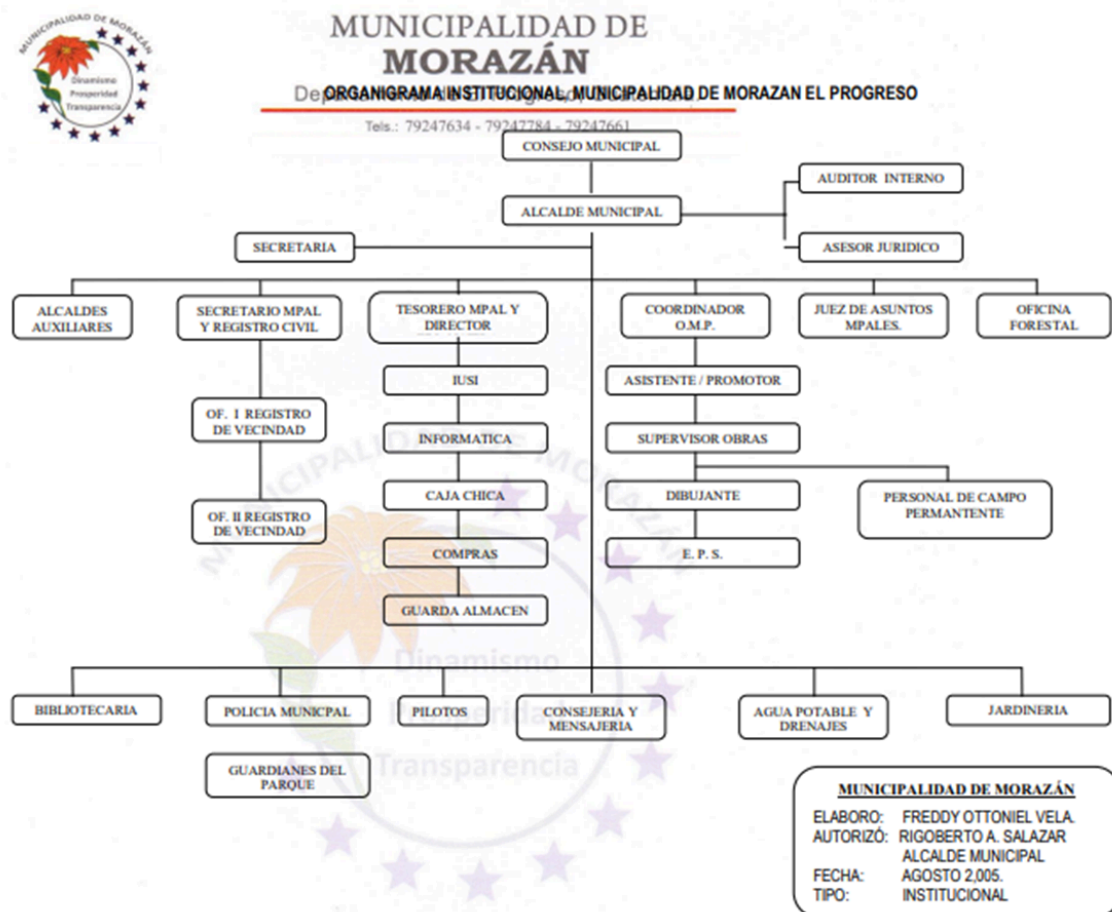 MUNICIPALIDAD DE MORAZÁN
Dinamismo
Prosperidad
Transparencia
MUNICIPALIDAD DE
MORAZÁN
ORGANIGRAMA INSTITUCIONAL MUNICIPALIDAD DE MORAZAN EL PROGRESO
Tels.: 79247634 - 79247784 - 79247661
CONSEJO MUNICIPAL
AUDITOR INTERNO
ALCALDE MUNICIPAL
SECRETARIA
ASESOR JURIDICO
ALCALDES
AUXILIARES
SECRETARIO MPAL
Y REGISTRO CIVIL
TESORERO MPAL Y
DIRECTOR
COORDINADOR
O.M.P.
JUEZ DE ASUNTOS
MPALES.
OFICINA
FORESTAL
IUSI
ASISTENTE / PROMOTOR
OF. I REGISTRO
DE VECINDAD
INFORMATICA
SUPERVISOR OBRAS
CAJA CHICA
DIBUJANTE
PERSONAL DE CAMPO
PERMANTENTE
OF. II REGISTRO
DE VECINDAD
COMPRAS
E. P. S.
GUARDA ALMACEN
BIBLIOTECARIA
POLICIA MUNICPAL
PILOTOS
CONSEJERIA Y
MENSAJERIA
AGUA POTABLE Y
DRENAJES
JARDINERIA
GUARDIANES DEL
PARQUE
MUNICIPALIDAD DE MORAZÁN
Dinamismo
Prosperidad
Transparencia
MUNICIPALIDAD DE MORAZÁN
ELABORO: FREDDY OTTONIEL VELA.
AUTORIZÓ: RIGOBERTO A. SALAZAR
ALCALDE MUNICIPAL
FECHA: AGOSTO 2,005.
TIPO: INSTITUCIONAL